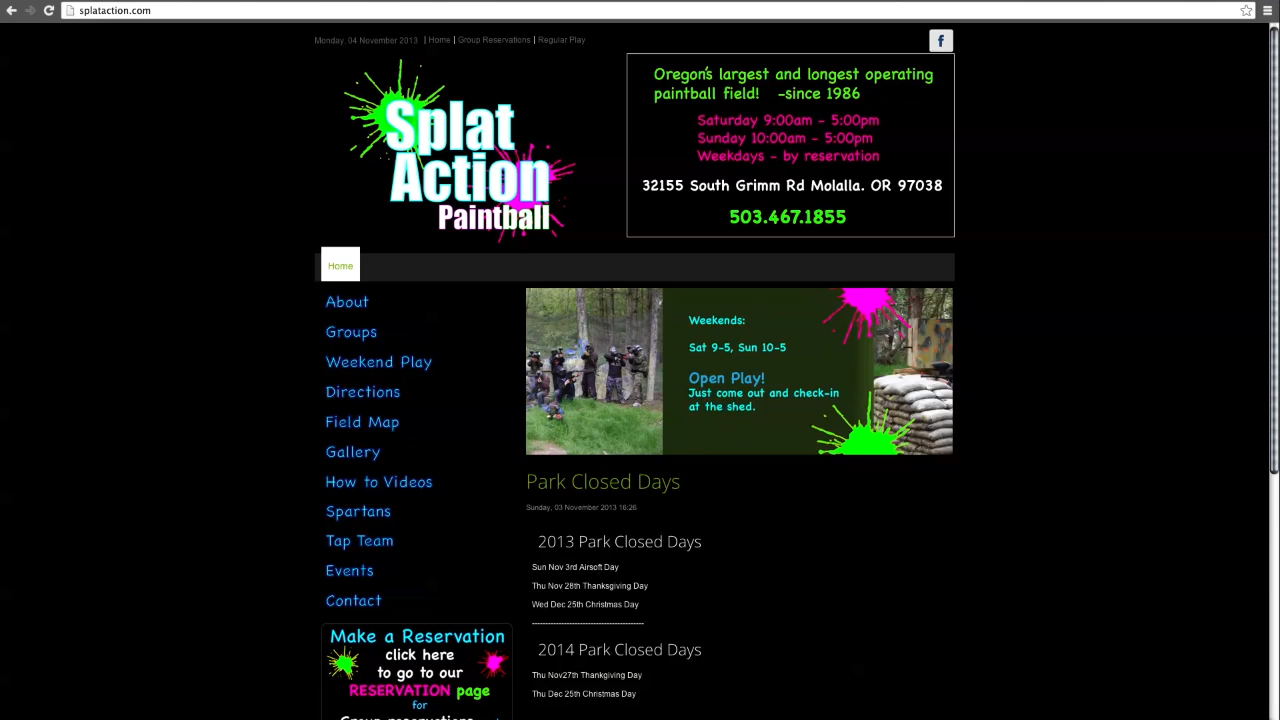 splataction.com
Monday, 04 November 2013 | Home | Group Reservations | Regular Play
f
Splat
Action
Paintball
Oregon's largest and longest operating
paintball field! -since 1986
Saturday 9:00am - 5:00pm
Sunday 10:00am - 5:00pm
Weekdays - by reservation
32155 South Grimm Rd Molalla. OR 97038
503.467.1855
Home
About
Groups
Weekend Play
Directions
Field Map
Gallery
How to Videos
Spartans
Tap Team
Events
Contact
Make a Reservation
click here
to go to our
RESERVATION page
for
Group reservations
Weekends:
Sat 9-5, Sun 10-5
Open Play!
Just come out and check-in
at the shed.
Park Closed Days
Sunday, 03 November 2013 16:26
2013 Park Closed Days
Sun Nov 3rd Airsoft Day
Thu Nov 28th Thanksgiving Day
Wed Dec 25th Christmas Day
------------------------------------------
2014 Park Closed Days
Thu Nov27th Thankgiving Day
Thu Dec 25th Christmas Day